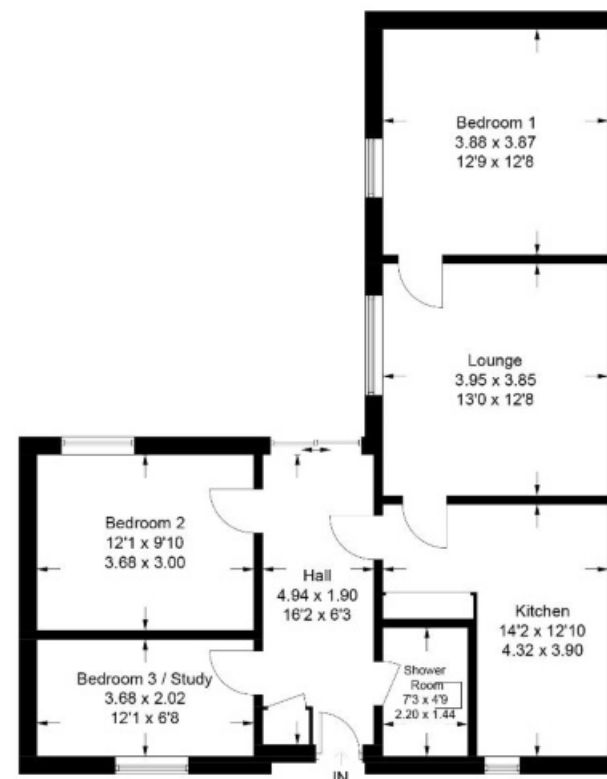 Bedroom 1
3.88 x 3.87
12'9 x 12'8
Lounge
3.95 x 3.85
13'0 x 12'8
Bedroom 2
12'1 x 9'10
3.68 x 3.00
Hall
4.94 x 1.90
16'2 x 6'3
Kitchen
14'2 x 12'10
4.32 x 3.90
Bedroom 3 / Study
3.68 x 2.02
12'1 x 6'8
Shower
Room
7'3 x 4'9
2.20 x 1.44
IN